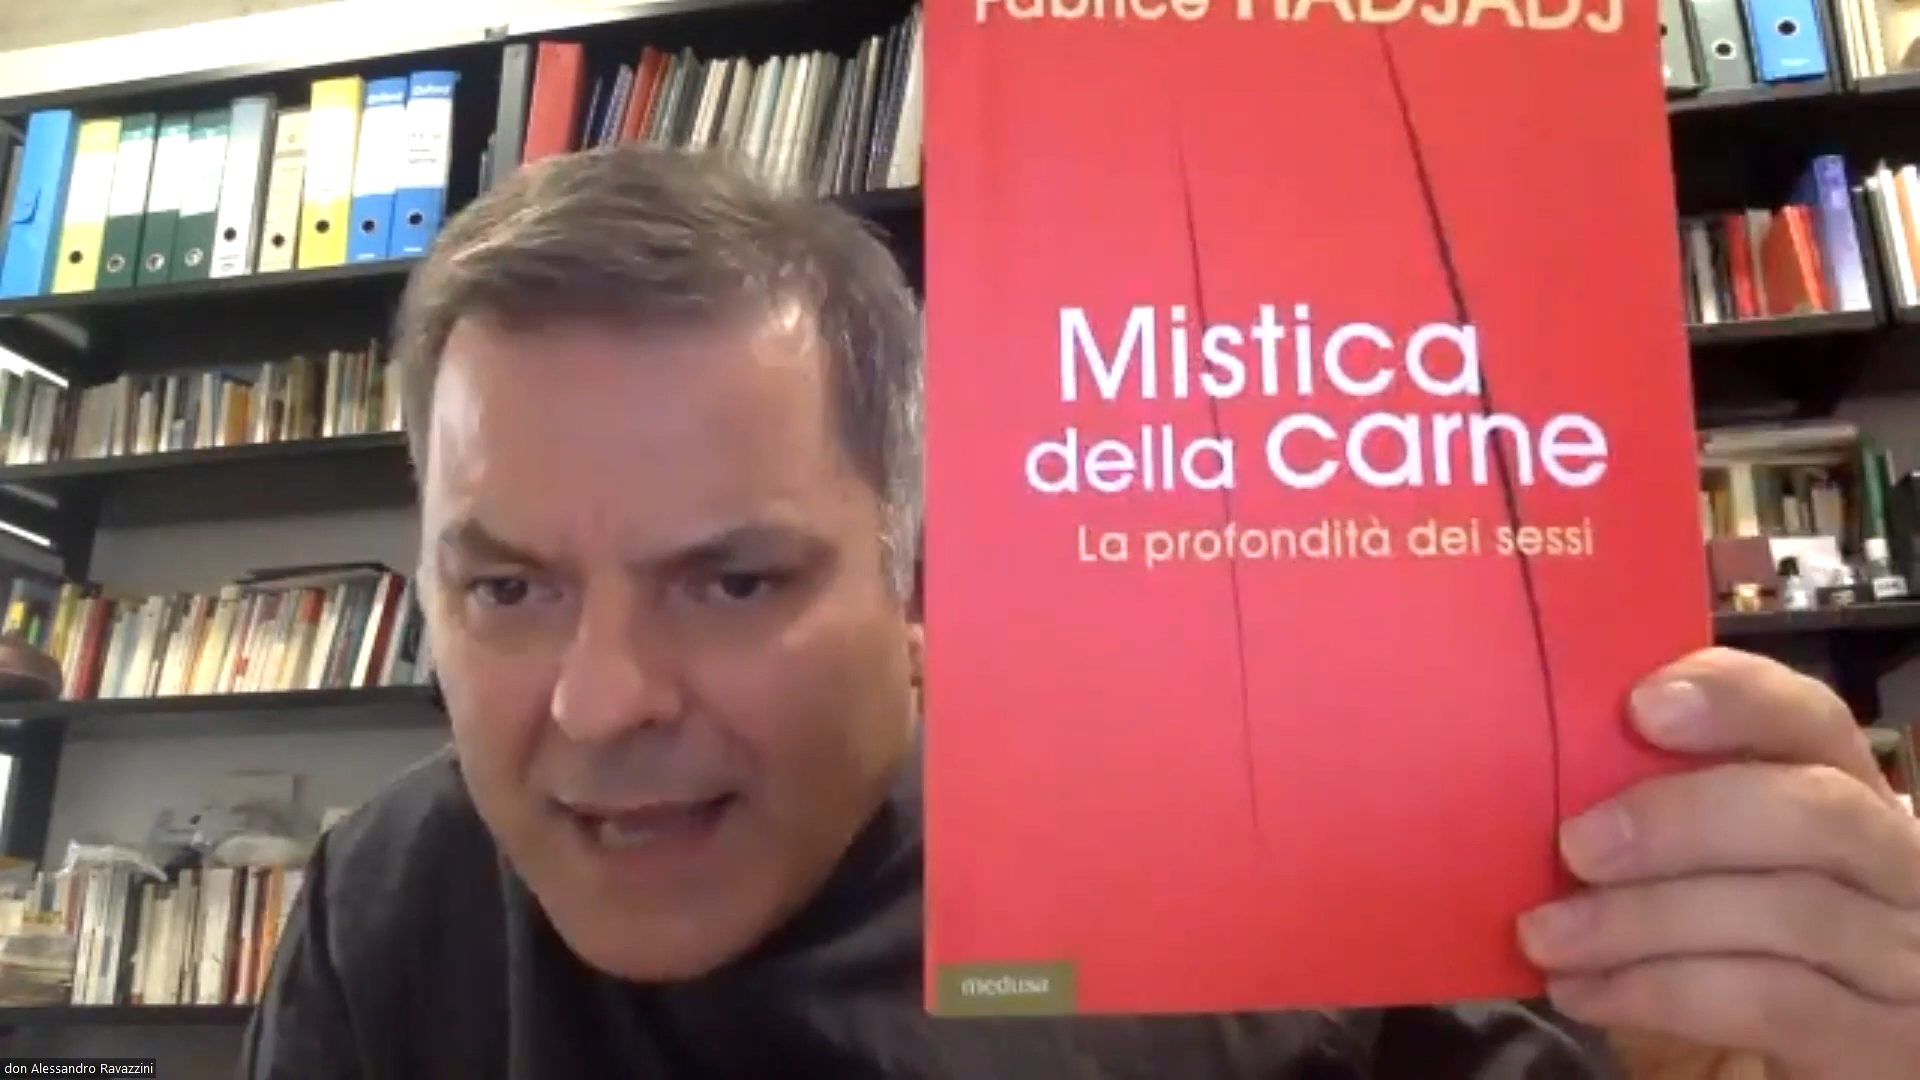 Fabrice HADJADJ
Mistica
della carne
La profondità dei sessi
medusa
don Alessandro Ravazzini